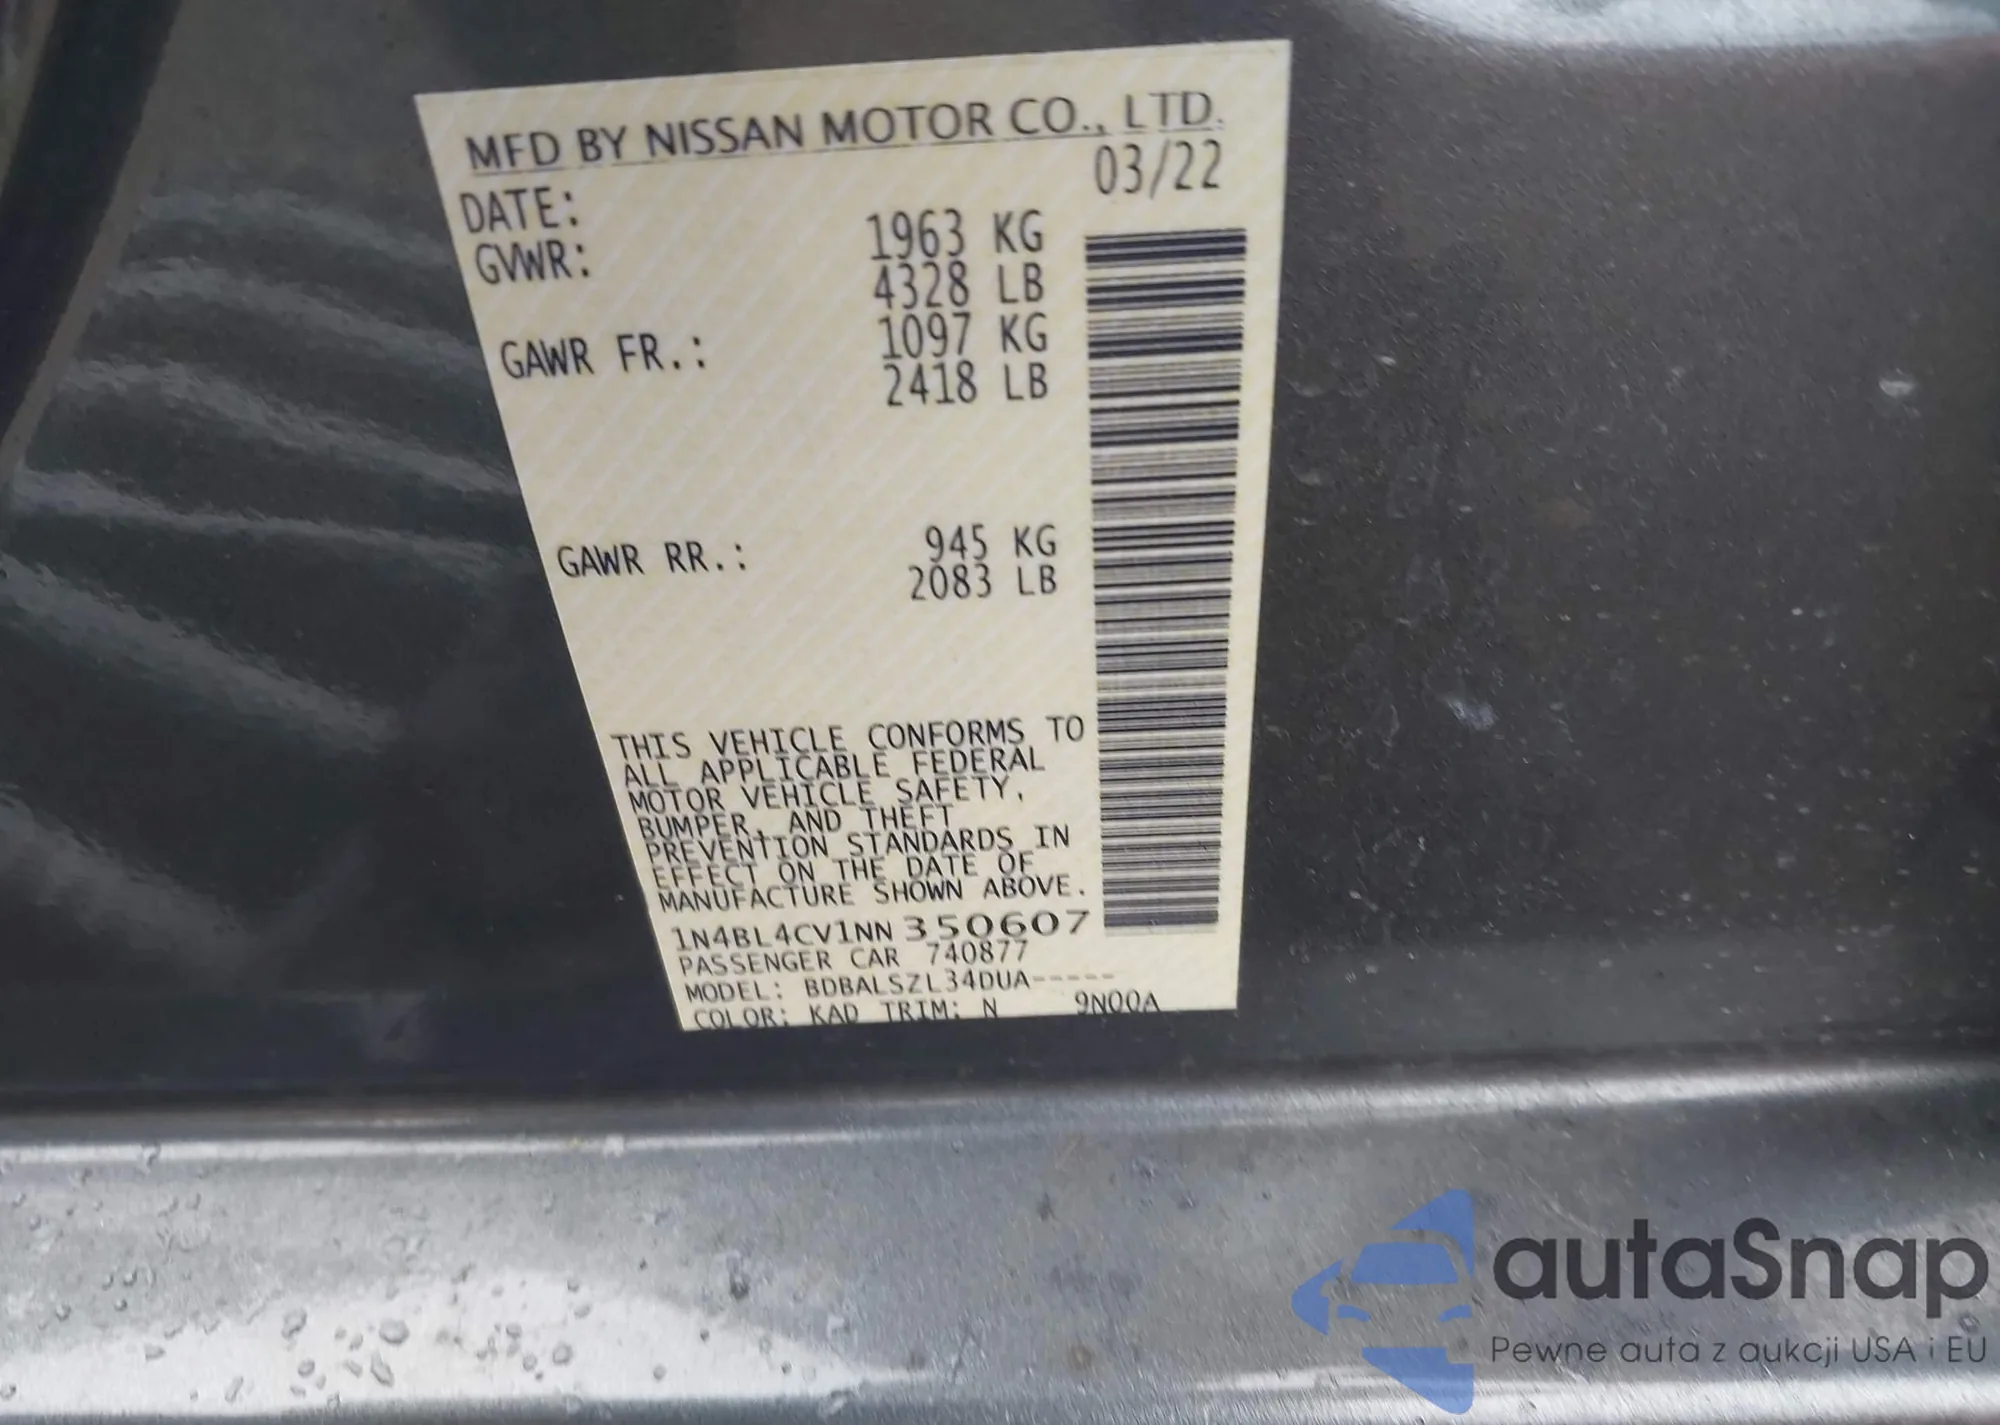 MFD BY NISSAN MOTOR CO., LTD.
DATE: 03/22
GVWR: 1963 KG
4328 LB
GAWR FR.: 1097 KG
2418 LB
GAWR RR.: 945 KG
2083 LB
THIS VEHICLE CONFORMS TO
ALL APPLICABLE FEDERAL
MOTOR VEHICLE SAFETY,
BUMPER, AND THEFT
PREVENTION STANDARDS IN
EFFECT ON THE DATE OF
MANUFACTURE SHOWN ABOVE.
1N4BL4CV1NN350607
PASSENGER CAR 740877
MODEL: BDBALSZL34DUA-----
COLOR: KAD TRIM: N 9N00A
autaSnap
Pewne auta z aukcji USA i EU